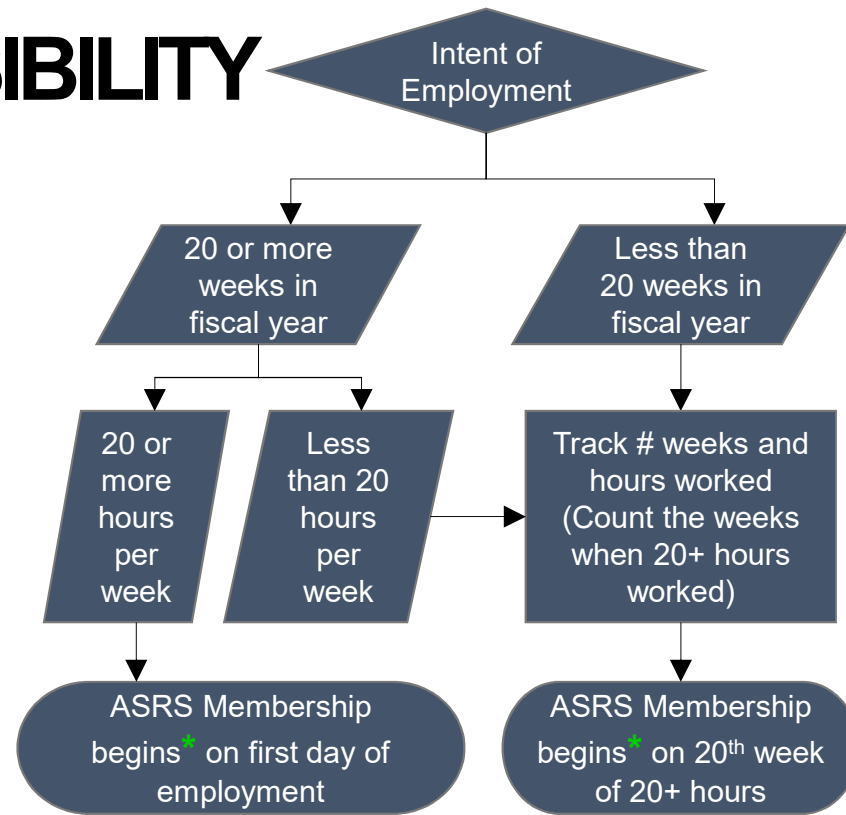 IBILITY
Intent of
Employment
20 or more
weeks in
fiscal year
Less than
20 weeks in
fiscal year
20 or
more
hours
per
week
Less
than 20
hours
per
week
Track # weeks and
hours worked
(Count the weeks
when 20+ hours
worked)
ASRS Membership
begins* on first day of
employment
ASRS Membership
begins* on 20th week
of 20+ hours